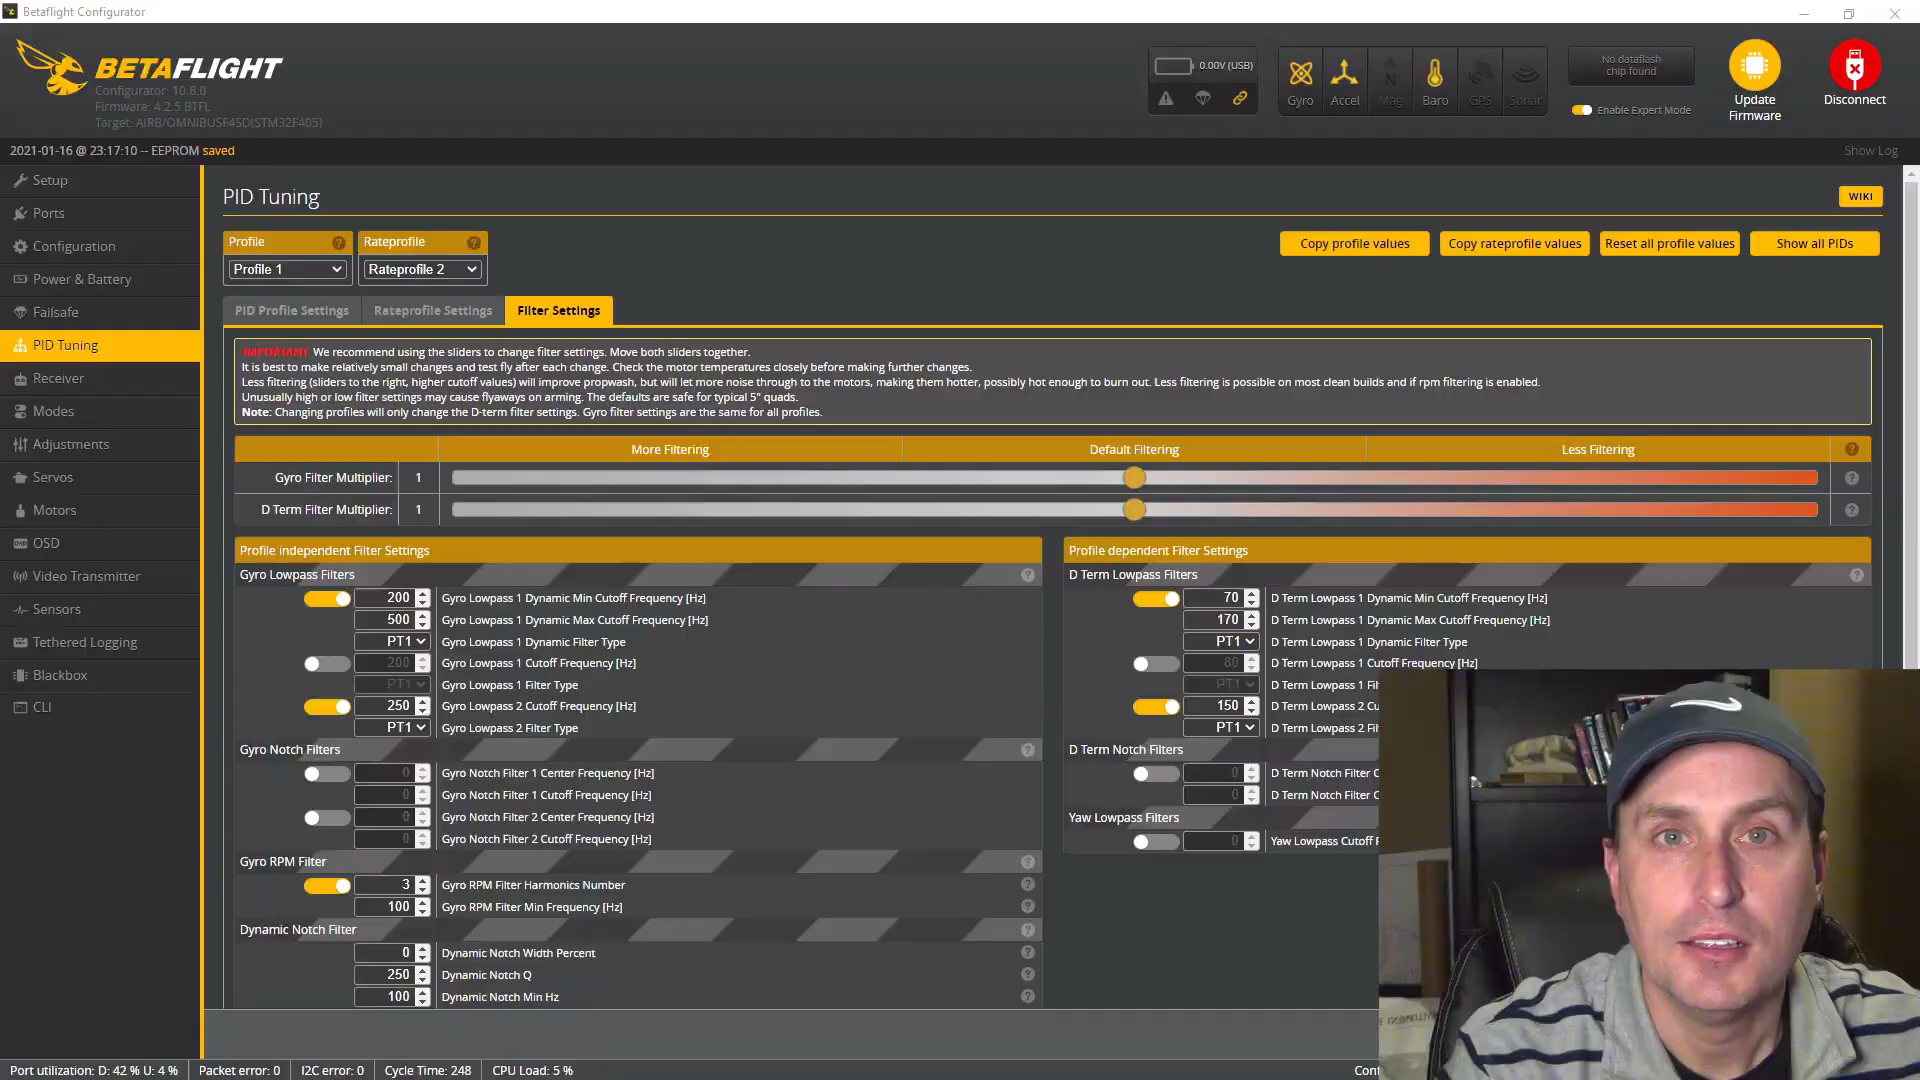 Betaflight Configurator
BETAFLIGHT
Configurator: 10.8.0
Firmware: 4.2.5 BTFL
Target: AIRB/OMNIBUSF4SD(STM32F405)
0.00V (USB)
Gyro
Accel
Mag
Baro
GPS
Sonar
No dataflash
chip found
Enable Expert Mode
Update
Firmware
Disconnect
2021-01-16 @ 23:17:10 -- EEPROM saved
Show Log
Setup
Ports
Configuration
Power & Battery
Failsafe
PID Tuning
Receiver
Modes
Adjustments
Servos
Motors
OSD
Video Transmitter
Sensors
Tethered Logging
Blackbox
CLI
PID Tuning
WIKI
Profile
Rateprofile
Profile 1
Rateprofile 2
Copy profile values
Copy rateprofile values
Reset all profile values
Show all PIDs
PID Profile Settings
Rateprofile Settings
Filter Settings
IMPORTANT: We recommend using the sliders to change filter settings. Move both sliders together.
It is best to make relatively small changes and test fly after each change. Check the motor temperatures closely before making further changes.
Less filtering (sliders to the right, higher cutoff values) will improve propwash, but will let more noise through to the motors, making them hotter, possibly hot enough to burn out. Less filtering is possible on most clean builds and if rpm filtering is enabled.
Unusually high or low filter settings may cause flyaways on arming. The defaults are safe for typical 5" quads.
Note: Changing profiles will only change the D-term filter settings. Gyro filter settings are the same for all profiles.
More Filtering
Default Filtering
Less Filtering
Gyro Filter Multiplier: 1
D Term Filter Multiplier: 1
Profile independent Filter Settings
Gyro Lowpass Filters
200 Gyro Lowpass 1 Dynamic Min Cutoff Frequency [Hz]
500 Gyro Lowpass 1 Dynamic Max Cutoff Frequency [Hz]
PT1 Gyro Lowpass 1 Dynamic Filter Type
200 Gyro Lowpass 1 Cutoff Frequency [Hz]
PT1 Gyro Lowpass 1 Filter Type
250 Gyro Lowpass 2 Cutoff Frequency [Hz]
PT1 Gyro Lowpass 2 Filter Type
Gyro Notch Filters
0 Gyro Notch Filter 1 Center Frequency [Hz]
0 Gyro Notch Filter 1 Cutoff Frequency [Hz]
0 Gyro Notch Filter 2 Center Frequency [Hz]
0 Gyro Notch Filter 2 Cutoff Frequency [Hz]
Gyro RPM Filter
3 Gyro RPM Filter Harmonics Number
100 Gyro RPM Filter Min Frequency [Hz]
Dynamic Notch Filter
0 Dynamic Notch Width Percent
250 Dynamic Notch Q
100 Dynamic Notch Min Hz
Profile dependent Filter Settings
D Term Lowpass Filters
70 D Term Lowpass 1 Dynamic Min Cutoff Frequency [Hz]
170 D Term Lowpass 1 Dynamic Max Cutoff Frequency [Hz]
PT1 D Term Lowpass 1 Dynamic Filter Type
80 D Term Lowpass 1 Cutoff Frequency [Hz]
PT1 D Term Lowpass 1 Fil
150 D Term Lowpass 2 Cu
PT1 D Term Lowpass 2 Fil
D Term Notch Filters
0 D Term Notch Filter C
0 D Term Notch Filter C
Yaw Lowpass Filters
0 Yaw Lowpass Cutoff F
Port utilization: D: 42 % U: 4 %
Packet error: 0
I2C error: 0
Cycle Time: 248
CPU Load: 5 %
Conf